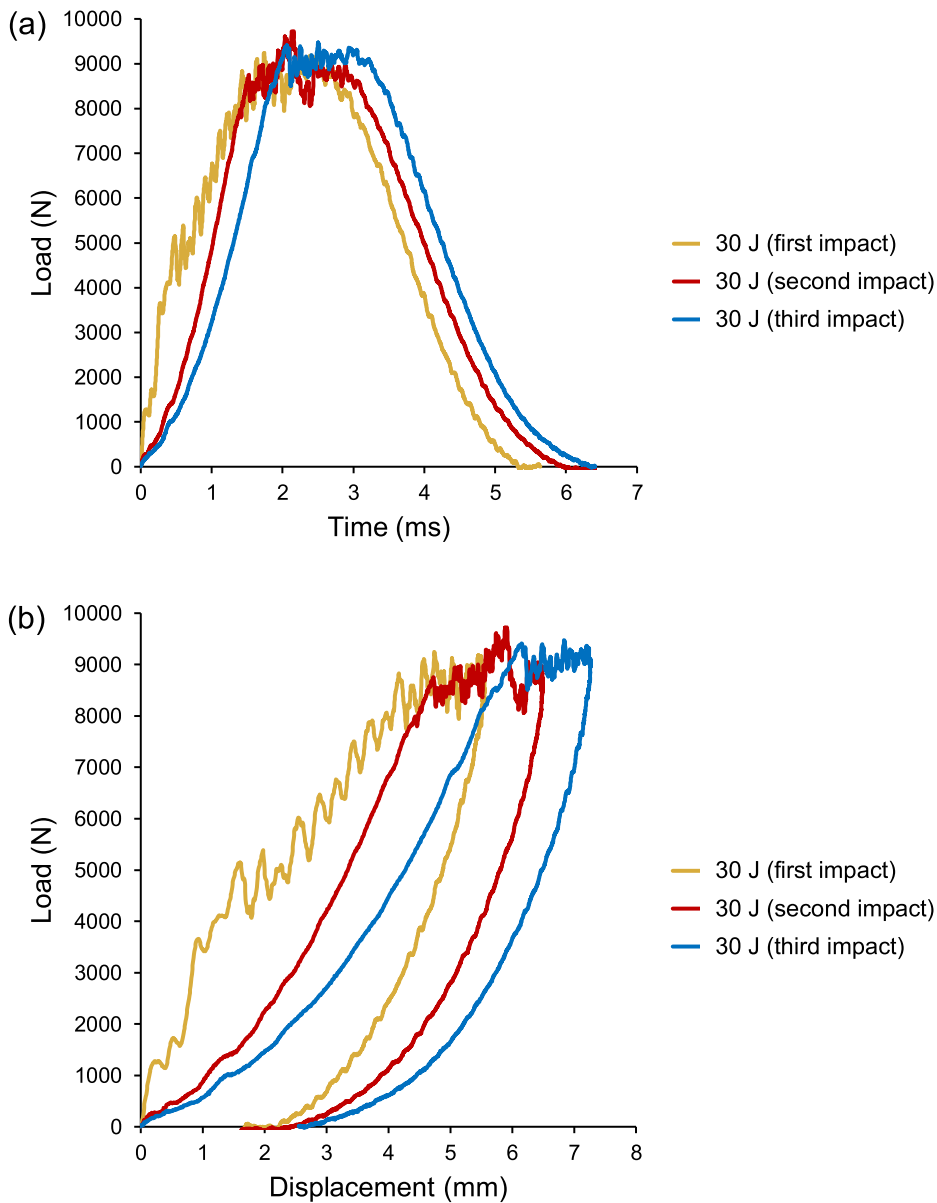 (a)
Load (N)
10000
9000
8000
7000
6000
5000
4000
3000
2000
1000
0
0 1 2 3 4 5 6 7
Time (ms)
30 J (first impact)
30 J (second impact)
30 J (third impact)
(b)
Load (N)
10000
9000
8000
7000
6000
5000
4000
3000
2000
1000
0
0 1 2 3 4 5 6 7 8
Displacement (mm)
30 J (first impact)
30 J (second impact)
30 J (third impact)